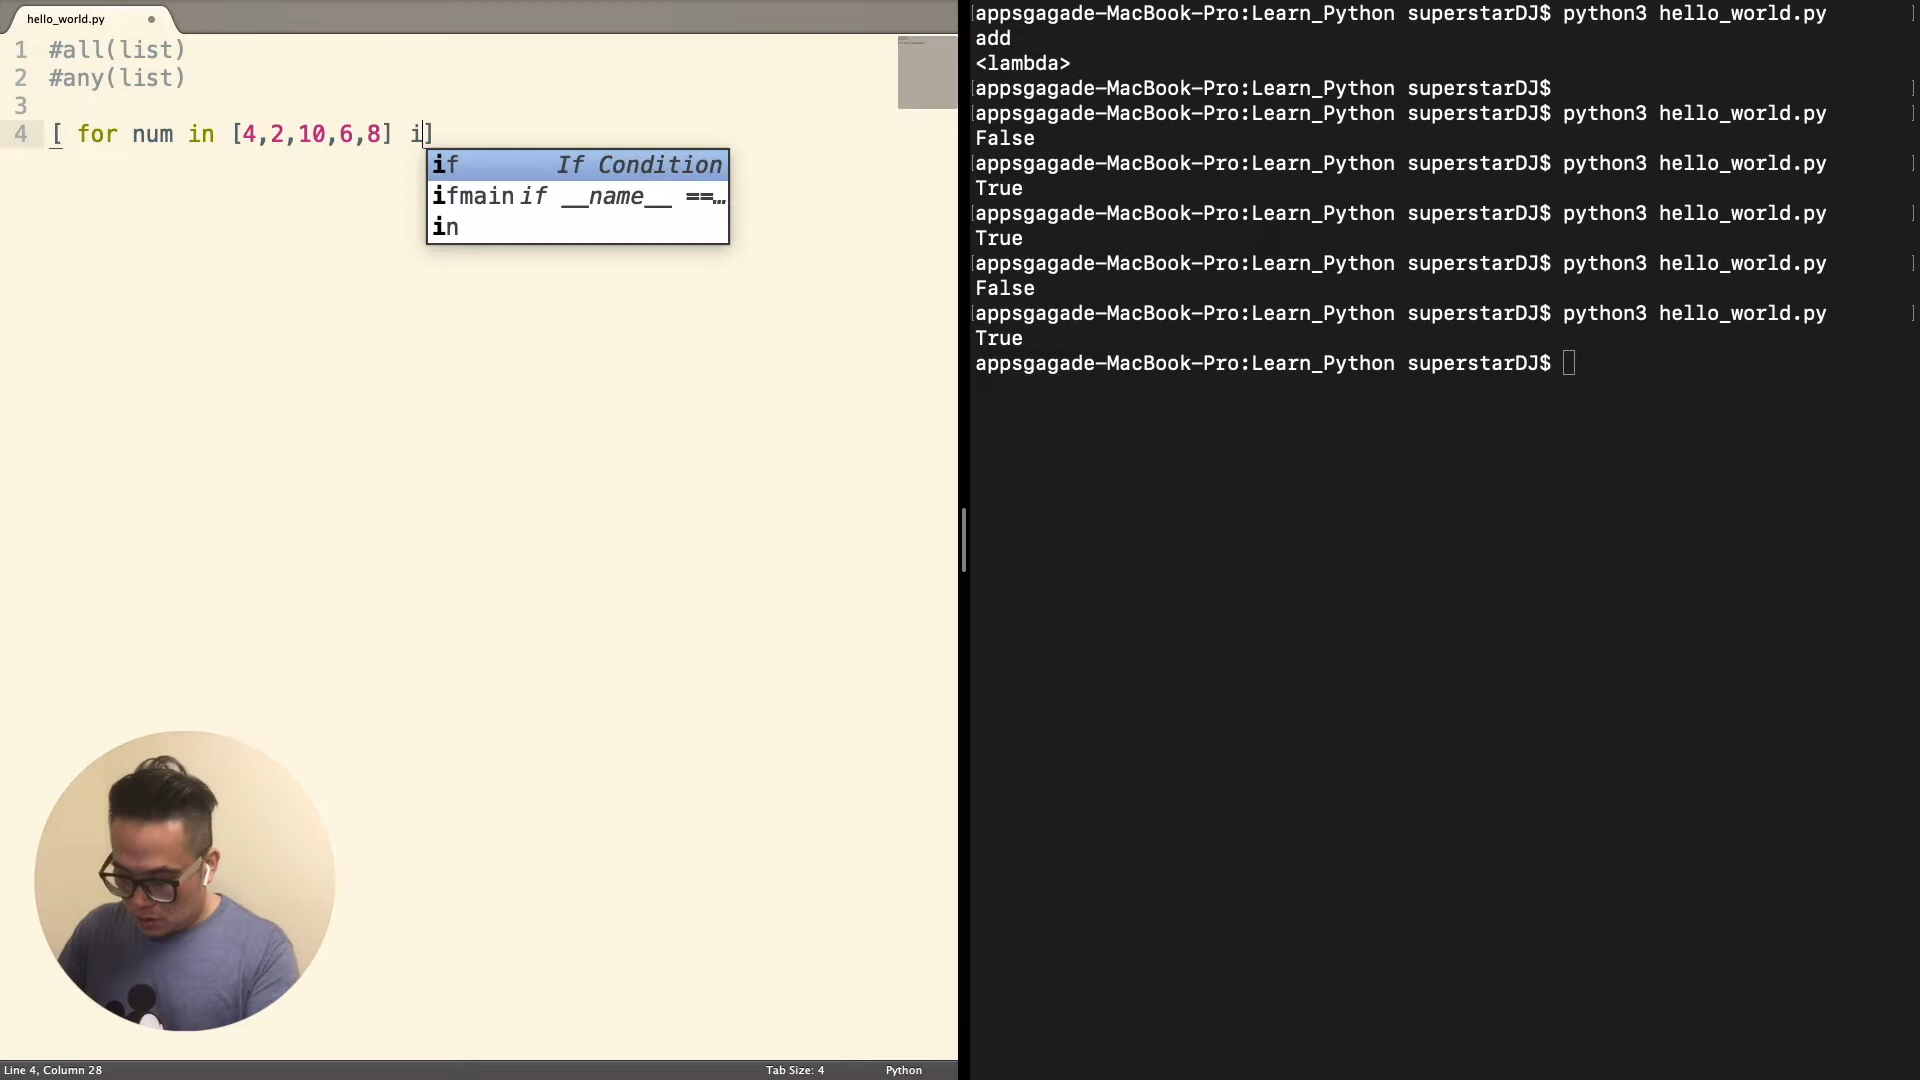 hello_world.py
1 #all(list)
2 #any(list)
3
4 [ for num in [4,2,10,6,8] i]
if If Condition
ifmain if __name__ ==…
in
Line 4, Column 28
Tab Size: 4
Python
appsgagade-MacBook-Pro:Learn_Python superstarDJ$ python3 hello_world.py
add
<lambda>
appsgagade-MacBook-Pro:Learn_Python superstarDJ$
appsgagade-MacBook-Pro:Learn_Python superstarDJ$ python3 hello_world.py
False
appsgagade-MacBook-Pro:Learn_Python superstarDJ$ python3 hello_world.py
True
appsgagade-MacBook-Pro:Learn_Python superstarDJ$ python3 hello_world.py
True
appsgagade-MacBook-Pro:Learn_Python superstarDJ$ python3 hello_world.py
False
appsgagade-MacBook-Pro:Learn_Python superstarDJ$ python3 hello_world.py
True
appsgagade-MacBook-Pro:Learn_Python superstarDJ$